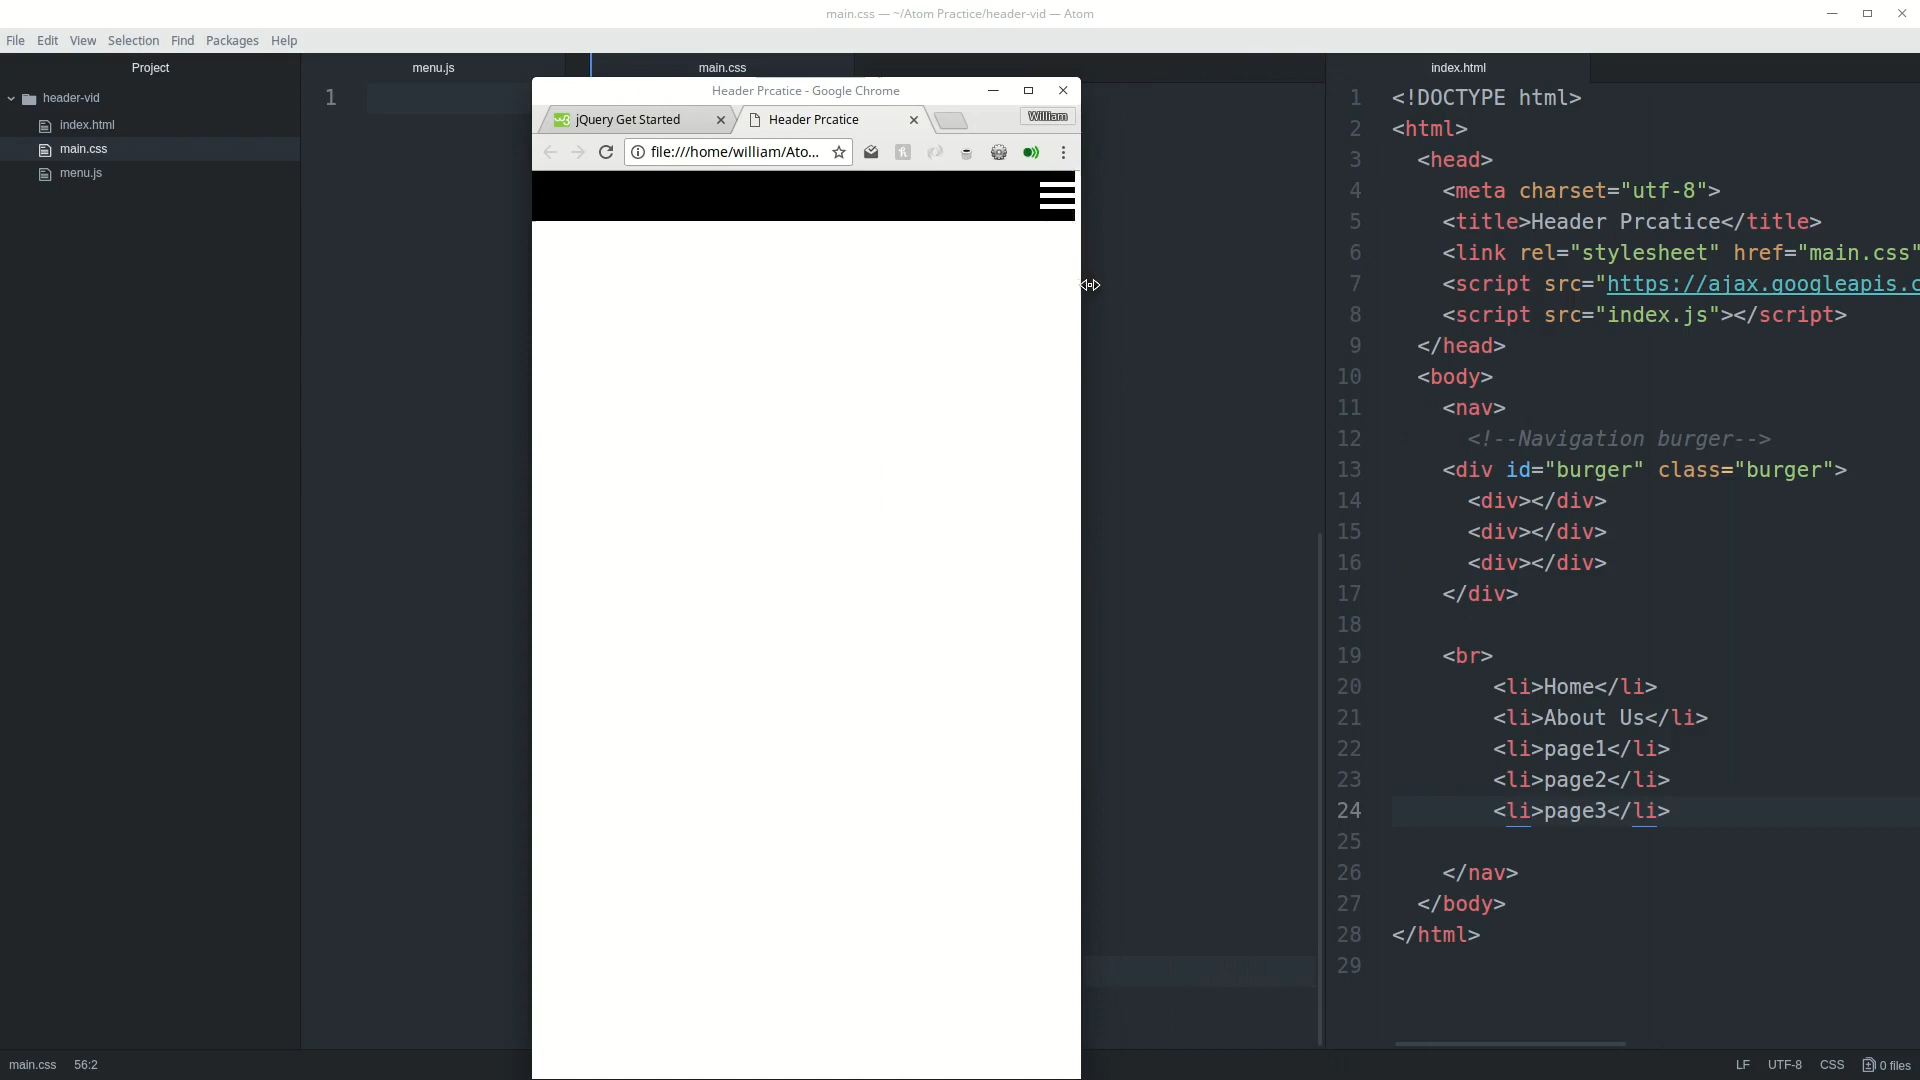 main.css — ~/Atom Practice/header-vid — Atom
File Edit View Selection Find Packages Help
Project
header-vid
index.html
main.css
menu.js
menu.js
main.css
index.html
1
Header Prcatice - Google Chrome
jQuery Get Started
Header Prcatice
William
file:///home/william/Ato...
1 <!DOCTYPE html>
2 <html>
3 <head>
4 <meta charset="utf-8">
5 <title>Header Prcatice</title>
6 <link rel="stylesheet" href="main.css"
7 <script src="https://ajax.googleapis.c
8 <script src="index.js"></script>
9 </head>
10 <body>
11 <nav>
12 <!--Navigation burger-->
13 <div id="burger" class="burger">
14 <div></div>
15 <div></div>
16 <div></div>
17 </div>
18
19 <br>
20 <li>Home</li>
21 <li>About Us</li>
22 <li>page1</li>
23 <li>page2</li>
24 <li>page3</li>
25
26 </nav>
27 </body>
28 </html>
29
main.css 56:2
LF UTF-8 CSS 0 files